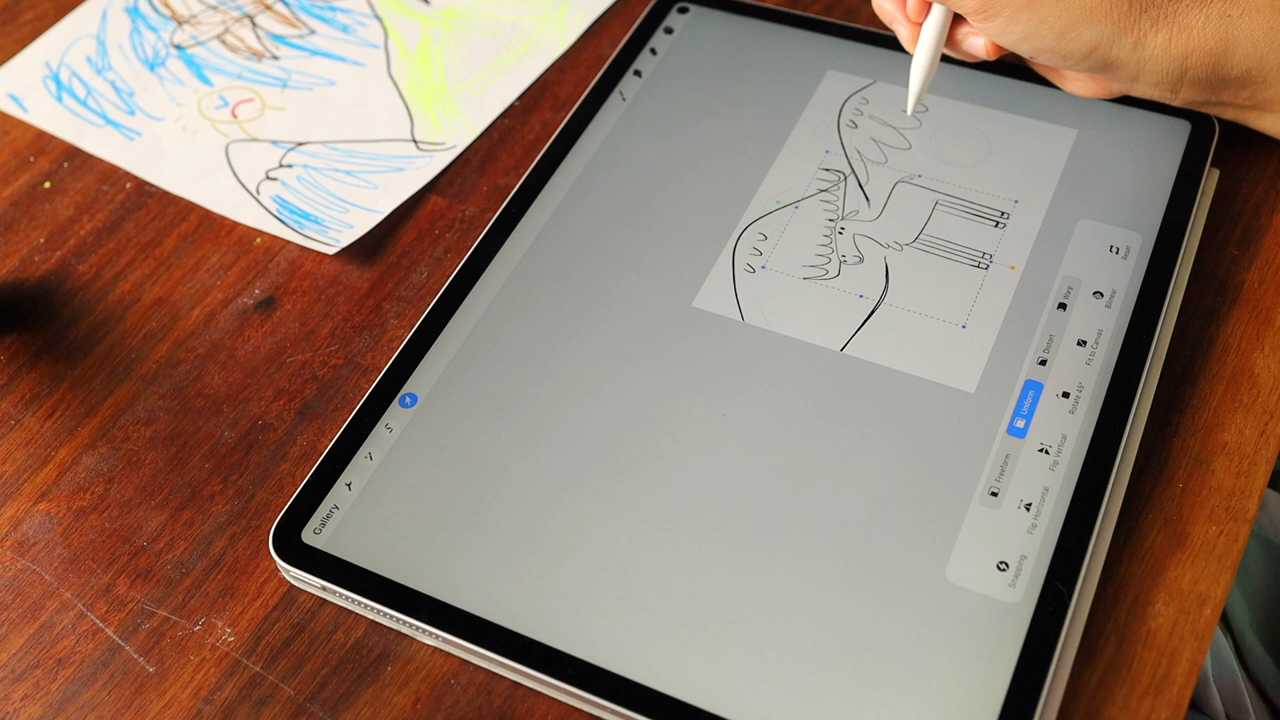 Gallery
Freeform
Uniform
Distort
Warp
Snapping
Flip Horizontal
Flip Vertical
Rotate 45°
Fit to Canvas
Bilinear
Reset